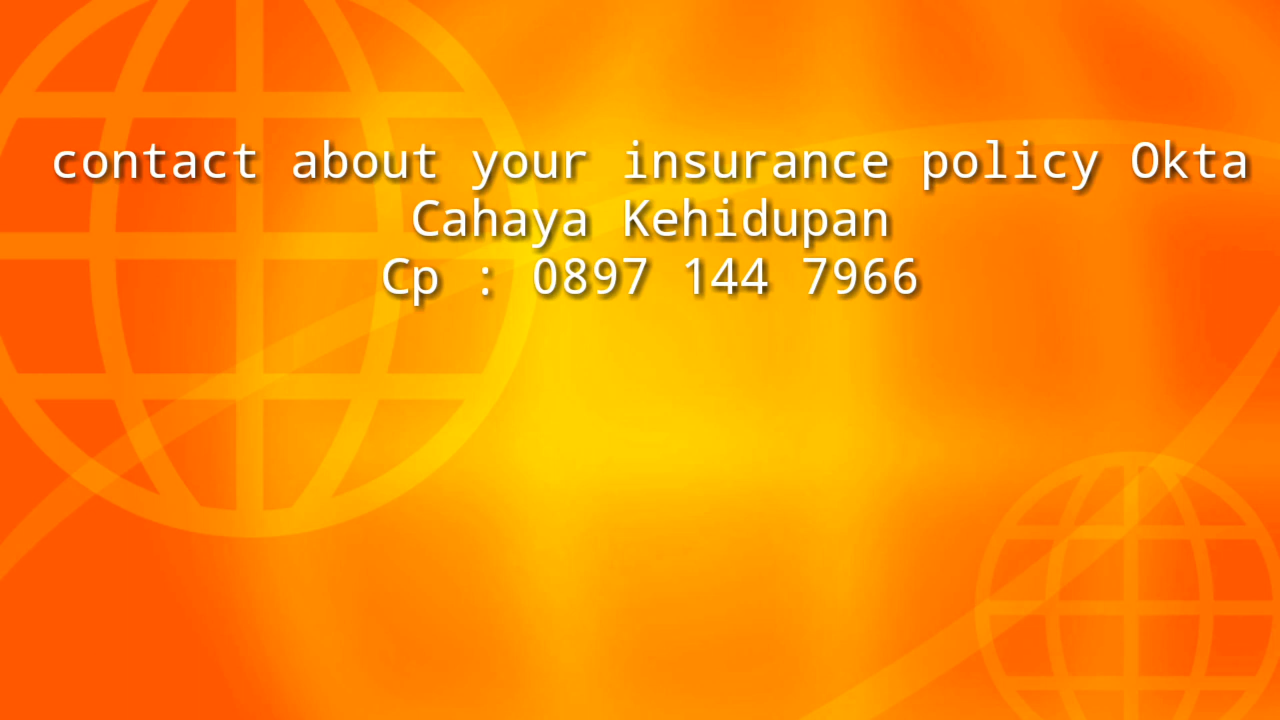 contact about your insurance policy Okta
Cahaya Kehidupan
Cp : 0897 144 7966